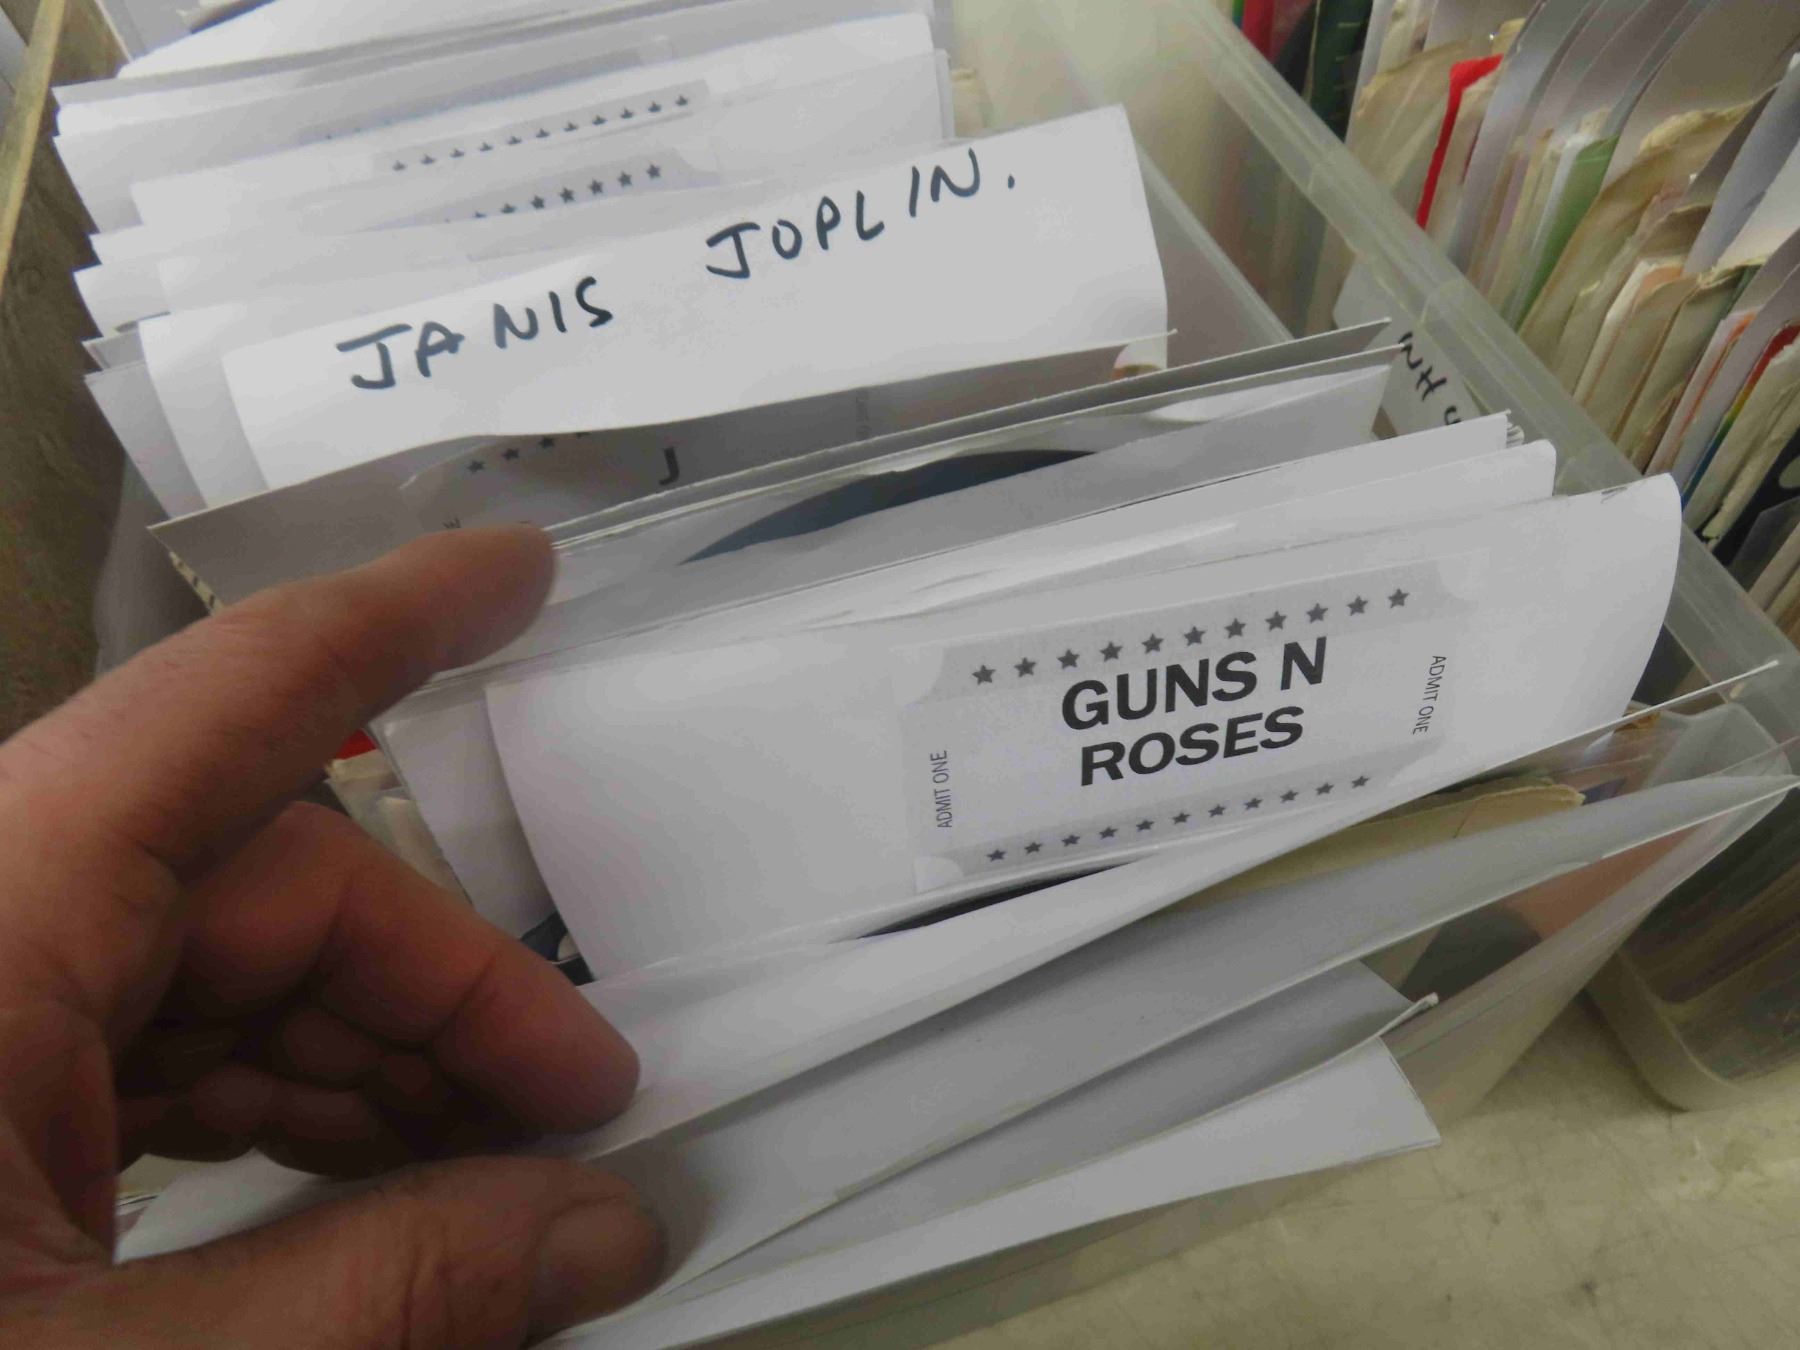 JANIS JOPLIN.
J
GUNS N
ROSES
ADMIT ONE
ADMIT ONE